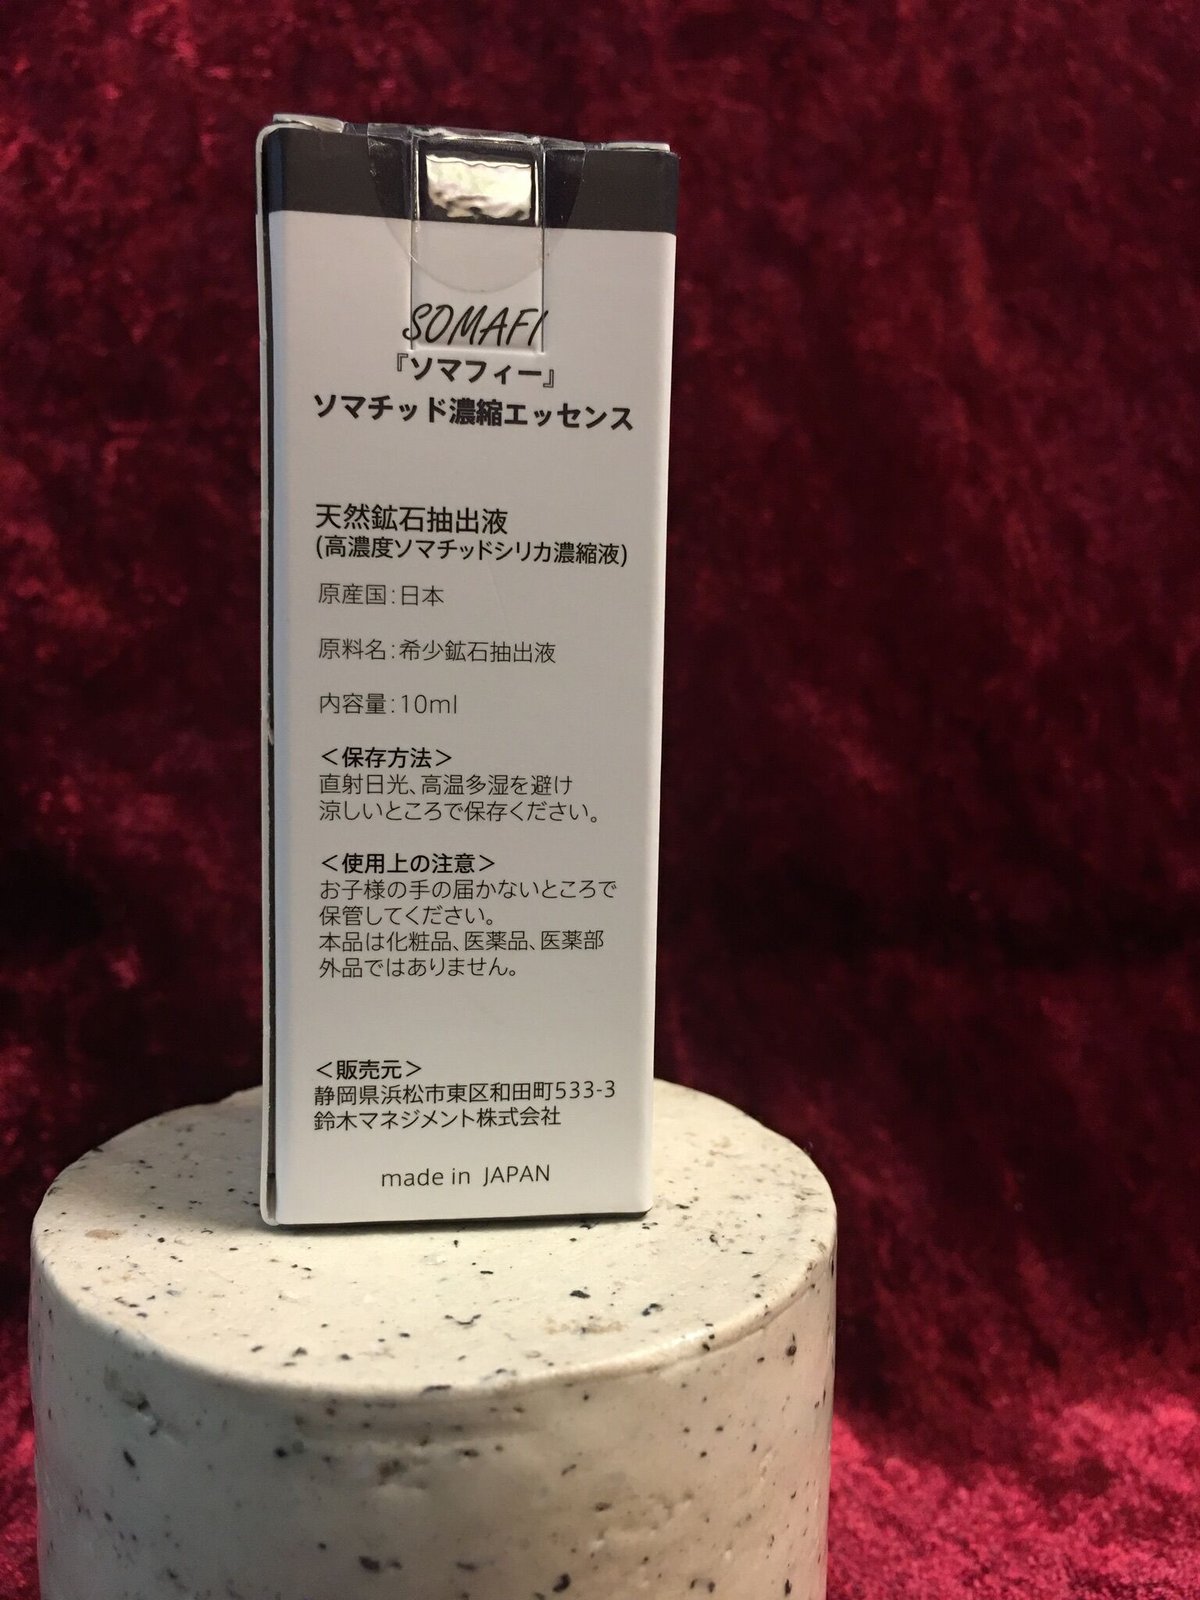 SOMAFI
『ソマフィー』
ソマチッド濃縮エッセンス
天然鉱石抽出液
(高濃度ソマチッドシリカ濃縮液)
原産国:日本
原料名:希少鉱石抽出液
内容量:10ml
＜保存方法＞
直射日光、高温多湿を避け
涼しいところで保存ください。
＜使用上の注意＞
お子様の手の届かないところで
保管してください。
本品は化粧品、医薬品、医薬部
外品ではありません。
＜販売元＞
静岡県浜松市東区和田町533-3
鈴木マネジメント株式会社
made in JAPAN